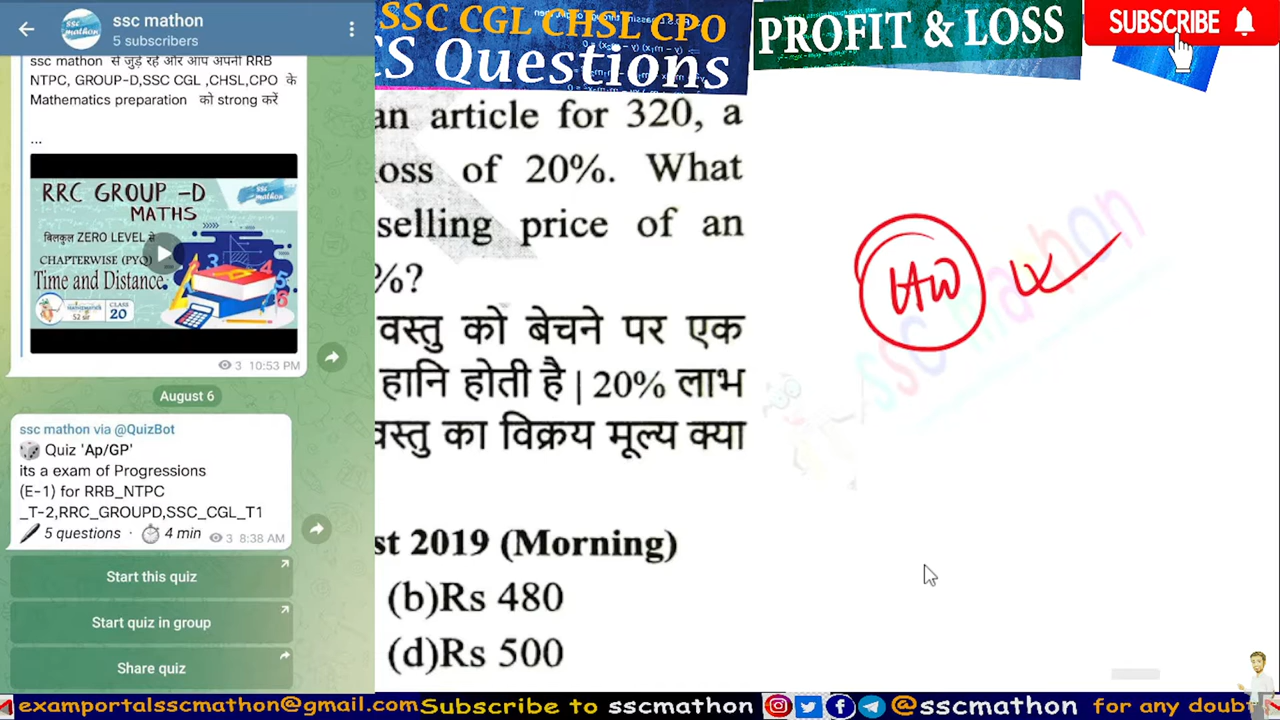 ssc mathon
5 subscribers
ssc mathon से जुड़े रहे और आप अपनी RRB
NTPC, GROUP-D,SSC CGL ,CHSL,CPO के
Mathematics preparation को strong करें
...
RRC GROUP -D
MATHS
ssc mathon
बिलकुल ZERO LEVEL से
CHAPTERWISE (PYQ)
Time and Distance
MATHEMATICS
CLASS
20
3 10:53 PM
August 6
ssc mathon via @QuizBot
Quiz 'Ap/GP'
its a exam of Progressions
(E-1) for RRB_NTPC
_T-2,RRC_GROUPD,SSC_CGL_T1
5 questions · 4 min 3 8:38 AM
Start this quiz
Start quiz in group
Share quiz
SSC CGL CHSL CPO
Questions
PROFIT & LOSS
SUBSCRIBE
an article for 320, a
oss of 20%. What
selling price of an
%?
वस्तु को बेचने पर एक
हानि होती है | 20% लाभ
वस्तु का विक्रय मूल्य क्या
st 2019 (Morning)
(b)Rs 480
(d)Rs 500
HW
ssc mathon
examportalsscmathon@gmail.com Subscribe to sscmathon @sscmathon for any doubt